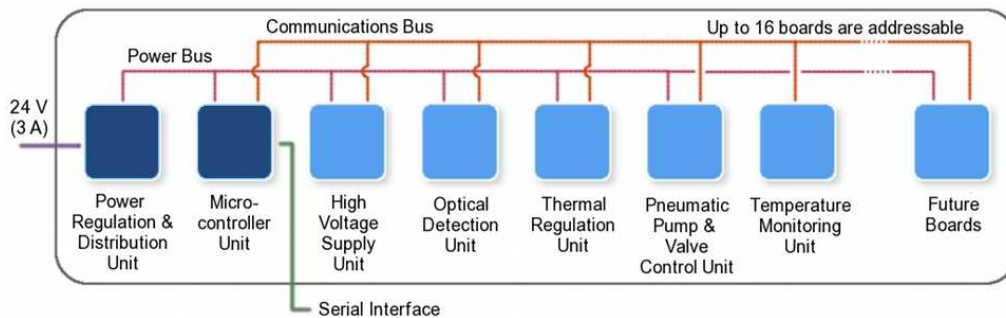 Communications Bus
Up to 16 boards are addressable
Power Bus
24 V
(3 A)
Power
Regulation &
Distribution
Unit
Micro-
controller
Unit
High
Voltage
Supply
Unit
Optical
Detection
Unit
Thermal
Regulation
Unit
Pneumatic
Pump &
Valve
Control Unit
Temperature
Monitoring
Unit
Future
Boards
Serial Interface